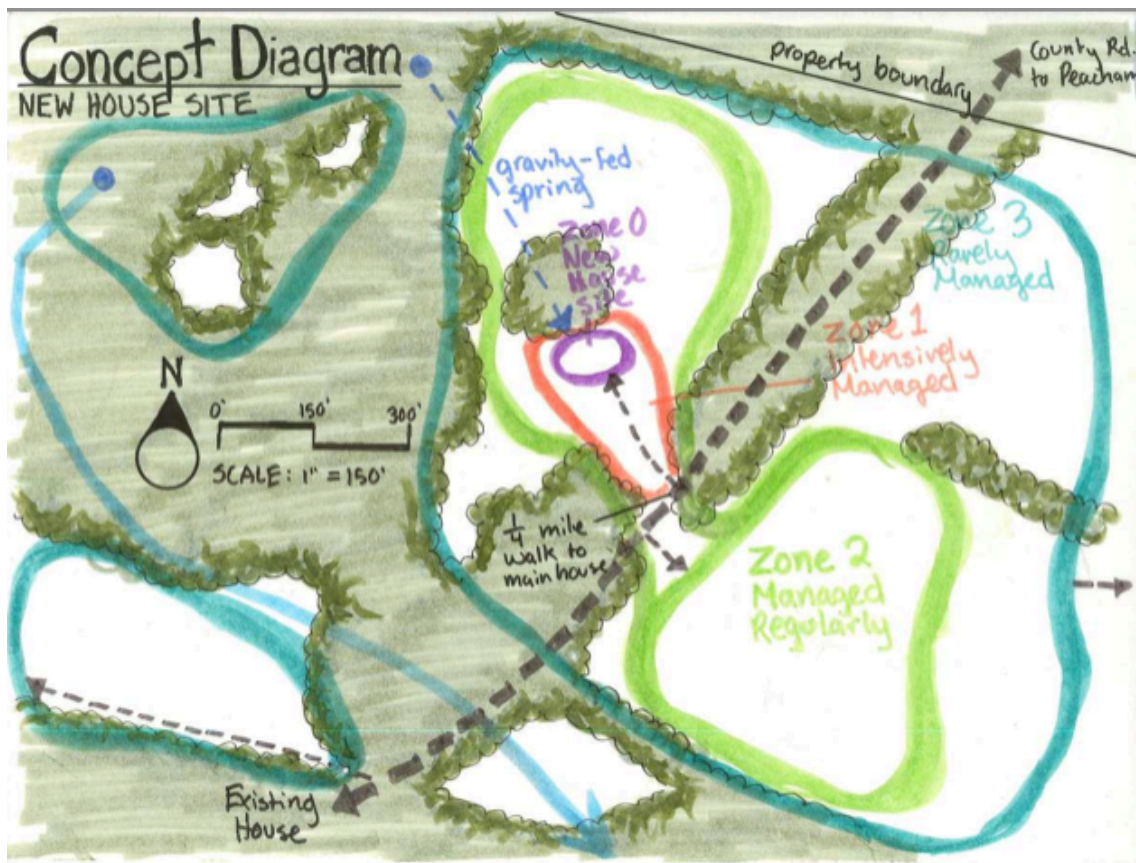 Concept Diagram
NEW HOUSE SITE
property boundary
County Rd.
to Peacham
gravity-fed
spring
Zone 0
New
House
Site
Zone 3
Rarely
Managed
Zone 1
Intensively
Managed
N
0' 150' 300'
SCALE: 1" = 150'
1/4 mile
walk to
main house
Zone 2
Managed
Regularly
Existing
House